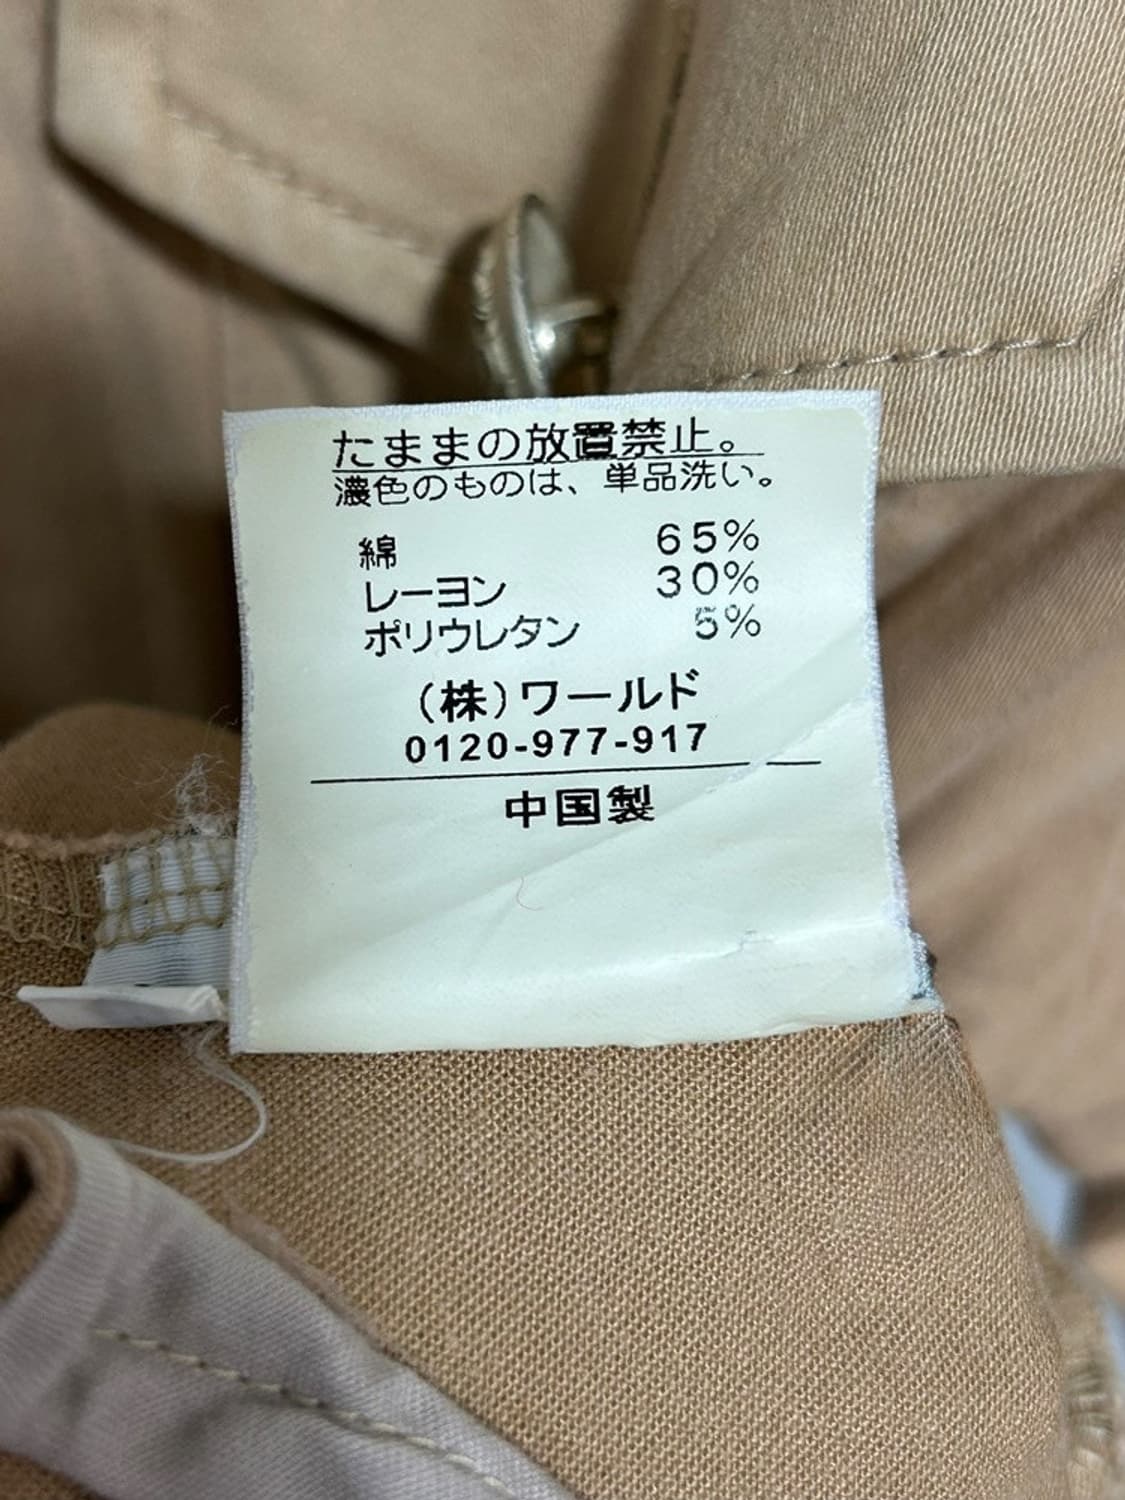 たままの放置禁止。
濃色のものは、単品洗い。
綿 65%
レーヨン 30%
ポリウレタン 5%
(株)ワールド
0120-977-917
中国製